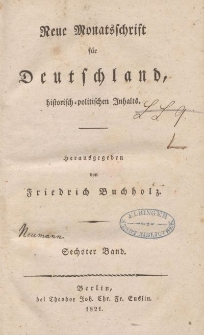 Neue Monatsschrift
für
Deutschland,
historisch-politischen Inhalts.
Herausgegeben
von
Friedrich Buchholz.
Neumann
Sechster Band.
Berlin,
bei Theodor Joh. Chr. Fr. Enslin.
1821.